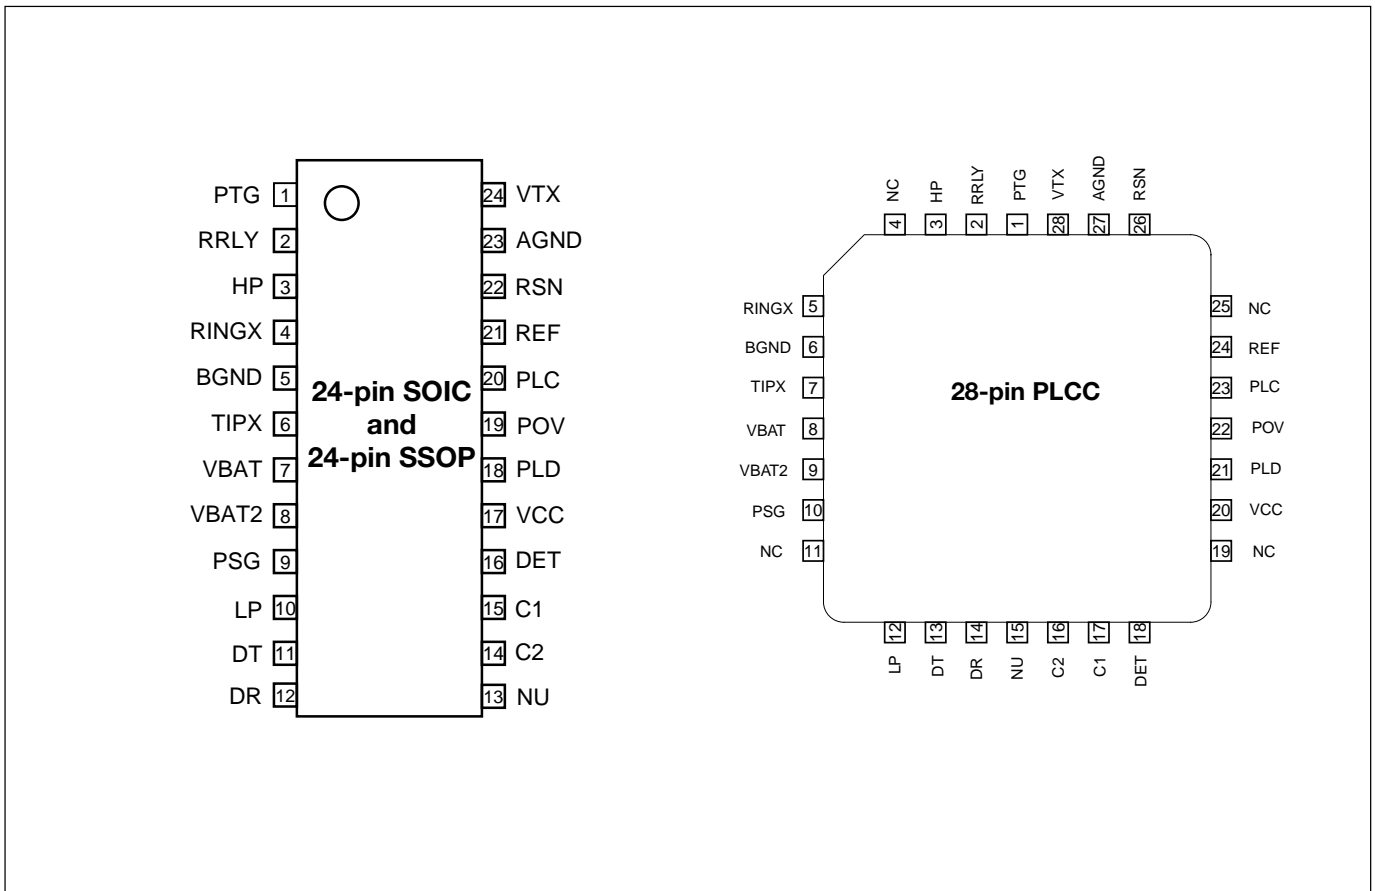 PTG 1
RRLY 2
HP 3
RINGX 4
BGND 5
TIPX 6
VBAT 7
VBAT2 8
PSG 9
LP 10
DT 11
DR 12
24-pin SOIC
and
24-pin SSOP
24 VTX
23 AGND
22 RSN
21 REF
20 PLC
19 POV
18 PLD
17 VCC
16 DET
15 C1
14 C2
13 NU
NC HP RRLY PTG VTX AGND RSN
4 3 2 1 28 27 26
RINGX 5
BGND 6
TIPX 7
VBAT 8
VBAT2 9
PSG 10
NC 11
28-pin PLCC
25 NC
24 REF
23 PLC
22 POV
21 PLD
20 VCC
19 NC
12 13 14 15 16 17 18
LP DT DR NU C2 C1 DET